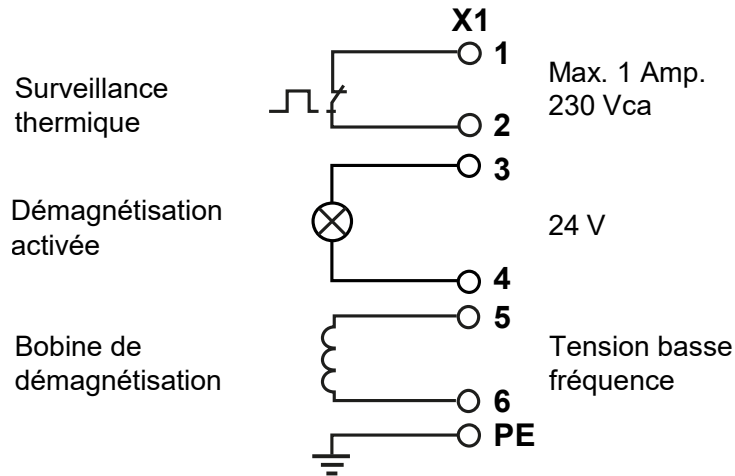 X1
Surveillance
thermique
1
2
Max. 1 Amp.
230 Vca
Démagnétisation
activée
3
4
24 V
Bobine de
démagnétisation
5
6
Tension basse
fréquence
PE